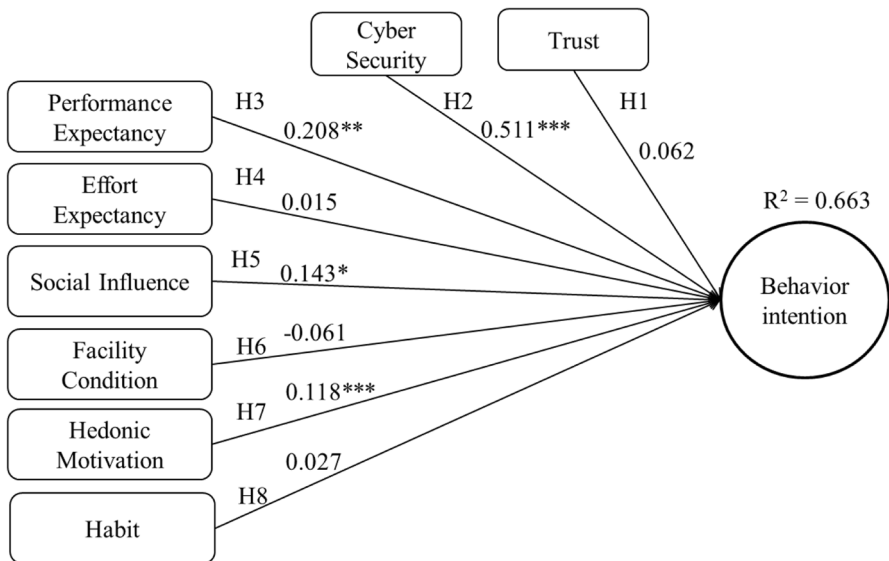 Cyber
Security
Trust
Performance
Expectancy
H3
0.208**
H2
0.511***
H1
0.062
Effort
Expectancy
H4
0.015
R² = 0.663
Social Influence
H5
0.143*
Behavior
intention
Facility
Condition
H6
-0.061
Hedonic
Motivation
H7
0.118***
Habit
H8
0.027